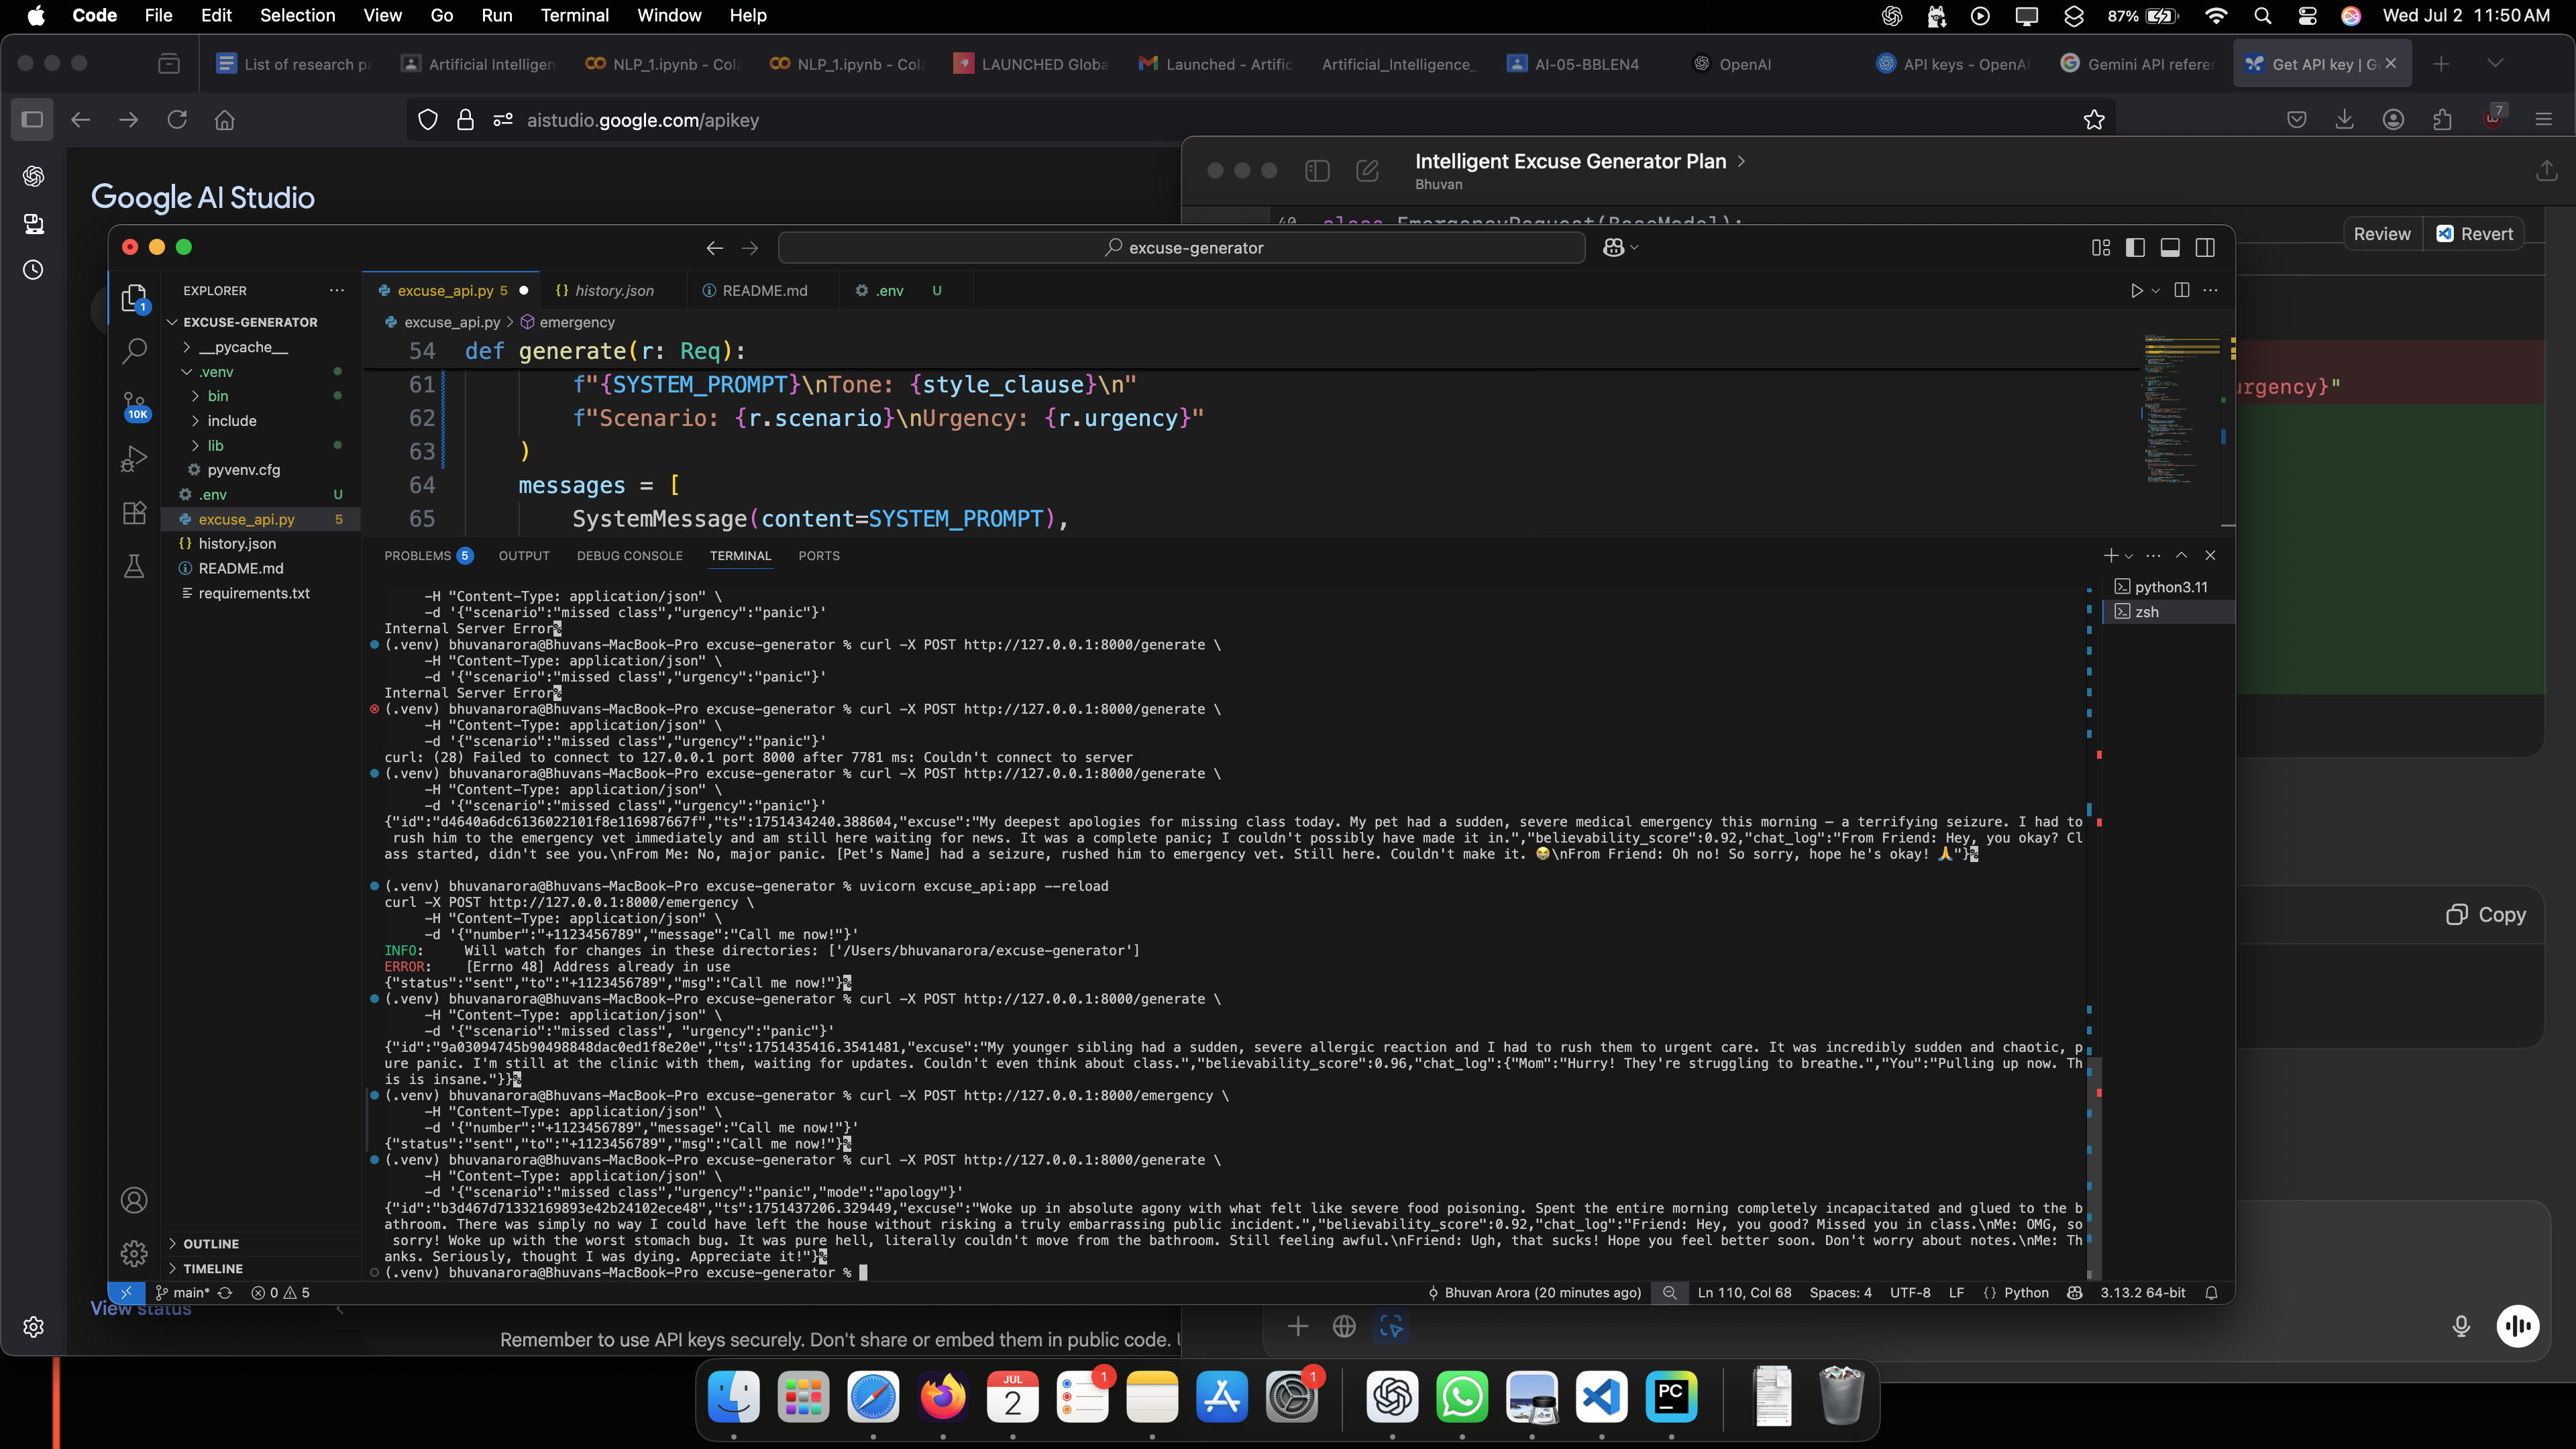 Code File Edit Selection View Go Run Terminal Window Help 87% Wed Jul 2 11:50 AM
List of research pa Artificial Intelligen NLP_1.ipynb - Cola NLP_1.ipynb - Cola LAUNCHED Globa Launched - Artific Artificial_Intelligence_ AI-05-BBLEN4 OpenAI API keys - OpenAI Gemini API referen Get API key | Go
aistudio.google.com/apikey 7
Google AI Studio
Intelligent Excuse Generator Plan >
Bhuvan
40 class EmergencyRequest(BaseModel):
Review Revert
urgency}"
Copy
excuse-generator
EXPLORER
EXCUSE-GENERATOR
__pycache__
.venv
bin
include
lib
pyvenv.cfg
.env U
excuse_api.py 5
history.json
README.md
requirements.txt
OUTLINE
TIMELINE
1
10K
excuse_api.py 5 history.json README.md .env U
excuse_api.py > emergency
54 def generate(r: Req):
61 f"{SYSTEM_PROMPT}\nTone: {style_clause}\n"
62 f"Scenario: {r.scenario}\nUrgency: {r.urgency}"
63 )
64 messages = [
65 SystemMessage(content=SYSTEM_PROMPT),
PROBLEMS 5 OUTPUT DEBUG CONSOLE TERMINAL PORTS
python3.11
zsh
-H "Content-Type: application/json" \
-d '{"scenario":"missed class","urgency":"panic"}'
Internal Server Error%
(.venv) bhuvanarora@Bhuvans-MacBook-Pro excuse-generator % curl -X POST http://127.0.0.1:8000/generate \
-H "Content-Type: application/json" \
-d '{"scenario":"missed class","urgency":"panic"}'
Internal Server Error%
(.venv) bhuvanarora@Bhuvans-MacBook-Pro excuse-generator % curl -X POST http://127.0.0.1:8000/generate \
-H "Content-Type: application/json" \
-d '{"scenario":"missed class","urgency":"panic"}'
curl: (28) Failed to connect to 127.0.0.1 port 8000 after 7781 ms: Couldn't connect to server
(.venv) bhuvanarora@Bhuvans-MacBook-Pro excuse-generator % curl -X POST http://127.0.0.1:8000/generate \
-H "Content-Type: application/json" \
-d '{"scenario":"missed class","urgency":"panic"}'
{"id":"d4640a6dc6136022101f8e116987667f","ts":1751434240.388604,"excuse":"My deepest apologies for missing class today. My pet had a sudden, severe medical emergency this morning – a terrifying seizure. I had to
rush him to the emergency vet immediately and am still here waiting for news. It was a complete panic; I couldn't possibly have made it in.","believability_score":0.92,"chat_log":"From Friend: Hey, you okay? Cl
ass started, didn't see you.\nFrom Me: No, major panic. [Pet's Name] had a seizure, rushed him to emergency vet. Still here. Couldn't make it. 😭\nFrom Friend: Oh no! So sorry, hope he's okay! 🙏"}%
(.venv) bhuvanarora@Bhuvans-MacBook-Pro excuse-generator % uvicorn excuse_api:app --reload
curl -X POST http://127.0.0.1:8000/emergency \
-H "Content-Type: application/json" \
-d '{"number":"+1123456789","message":"Call me now!"}'
INFO: Will watch for changes in these directories: ['/Users/bhuvanarora/excuse-generator']
ERROR: [Errno 48] Address already in use
{"status":"sent","to":"+1123456789","msg":"Call me now!"}%
(.venv) bhuvanarora@Bhuvans-MacBook-Pro excuse-generator % curl -X POST http://127.0.0.1:8000/generate \
-H "Content-Type: application/json" \
-d '{"scenario":"missed class", "urgency":"panic"}'
{"id":"9a03094745b90498848dac0ed1f8e20e","ts":1751435416.3541481,"excuse":"My younger sibling had a sudden, severe allergic reaction and I had to rush them to urgent care. It was incredibly sudden and chaotic, p
ure panic. I'm still at the clinic with them, waiting for updates. Couldn't even think about class.","believability_score":0.96,"chat_log":{"Mom":"Hurry! They're struggling to breathe.","You":"Pulling up now. Th
is is insane."}}%
(.venv) bhuvanarora@Bhuvans-MacBook-Pro excuse-generator % curl -X POST http://127.0.0.1:8000/emergency \
-H "Content-Type: application/json" \
-d '{"number":"+1123456789","message":"Call me now!"}'
{"status":"sent","to":"+1123456789","msg":"Call me now!"}%
(.venv) bhuvanarora@Bhuvans-MacBook-Pro excuse-generator % curl -X POST http://127.0.0.1:8000/generate \
-H "Content-Type: application/json" \
-d '{"scenario":"missed class","urgency":"panic","mode":"apology"}'
{"id":"b3d467d71332169893e42b24102ece48","ts":1751437206.329449,"excuse":"Woke up in absolute agony with what felt like severe food poisoning. Spent the entire morning completely incapacitated and glued to the b
athroom. There was simply no way I could have left the house without risking a truly embarrassing public incident.","believability_score":0.92,"chat_log":"Friend: Hey, you good? Missed you in class.\nMe: OMG, so
sorry! Woke up with the worst stomach bug. It was pure hell, literally couldn't move from the bathroom. Still feeling awful.\nFriend: Ugh, that sucks! Hope you feel better soon. Don't worry about notes.\nMe: Th
anks. Seriously, thought I was dying. Appreciate it!"}%
(.venv) bhuvanarora@Bhuvans-MacBook-Pro excuse-generator %
main* 0 5 Bhuvan Arora (20 minutes ago) Ln 110, Col 68 Spaces: 4 UTF-8 LF {} Python 3.13.2 64-bit
View status
Remember to use API keys securely. Don't share or embed them in public code. U
JUL
2
1
1
PC